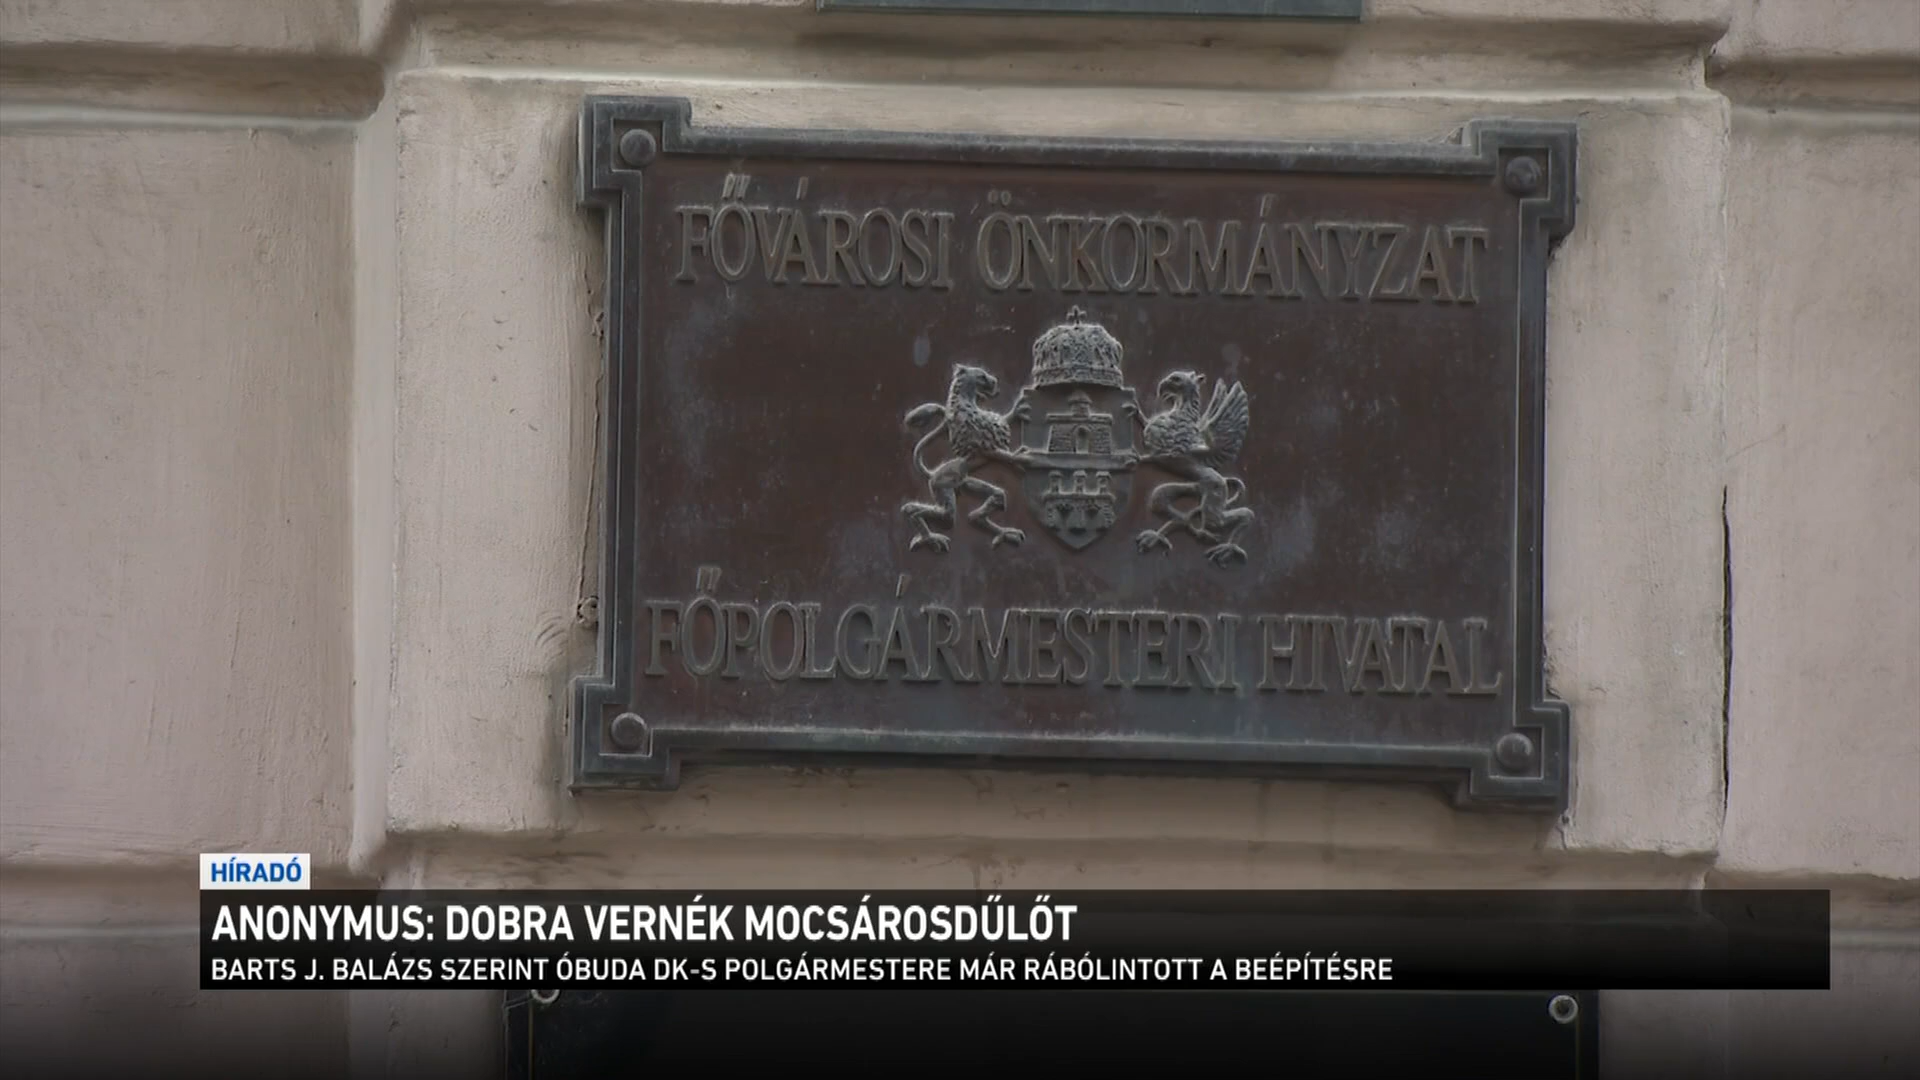 FŐVÁROSI ÖNKORMÁNYZAT
FŐPOLGÁRMESTERI HIVATAL
HÍRADÓ
ANONYMUS: DOBRA VERNÉK MOCSÁROSDŰLŐT
BARTS J. BALÁZS SZERINT ÓBUDA DK-S POLGÁRMESTERE MÁR RÁBÓLINTOTT A BEÉPÍTÉSRE